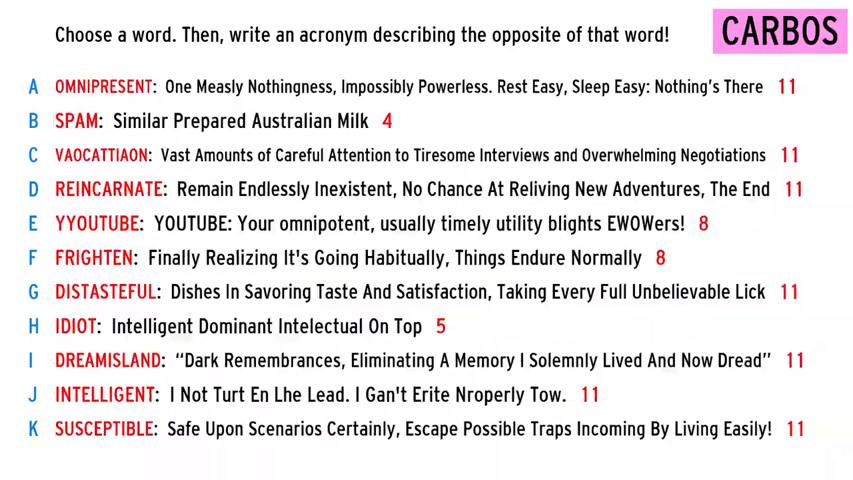 Choose a word. Then, write an acronym describing the opposite of that word!
CARBOS
A OMNIPRESENT: One Measly Nothingness, Impossibly Powerless. Rest Easy, Sleep Easy: Nothing's There 11
B SPAM: Similar Prepared Australian Milk 4
C VAOCATTIAON: Vast Amounts of Careful Attention to Tiresome Interviews and Overwhelming Negotiations 11
D REINCARNATE: Remain Endlessly Inexistent, No Chance At Reliving New Adventures, The End 11
E YYOUTUBE: YOUTUBE: Your omnipotent, usually timely utility blights EWOWers! 8
F FRIGHTEN: Finally Realizing It's Going Habitually, Things Endure Normally 8
G DISTASTEFUL: Dishes In Savoring Taste And Satisfaction, Taking Every Full Unbelievable Lick 11
H IDIOT: Intelligent Dominant Intelectual On Top 5
I DREAMISLAND: “Dark Remembrances, Eliminating A Memory I Solemnly Lived And Now Dread” 11
J INTELLIGENT: I Not Turt En Lhe Lead. I Gan't Erite Nroperly Tow. 11
K SUSCEPTIBLE: Safe Upon Scenarios Certainly, Escape Possible Traps Incoming By Living Easily! 11